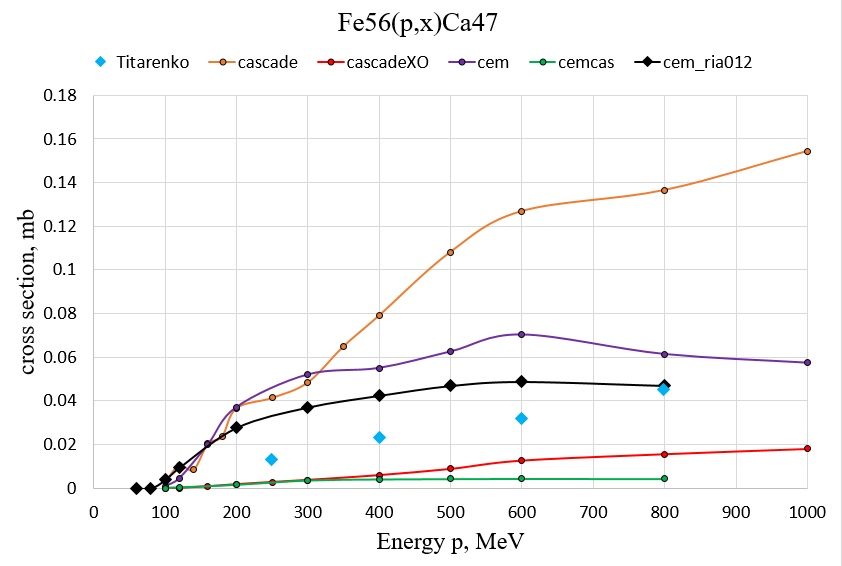 Fe56(p,x)Ca47
Titarenko cascade cascadeXO cem cemcas cem_ria012
0.18
0.16
0.14
0.12
0.1
0.08
0.06
0.04
0.02
0
0 100 200 300 400 500 600 700 800 900 1000
cross section, mb
Energy p, MeV